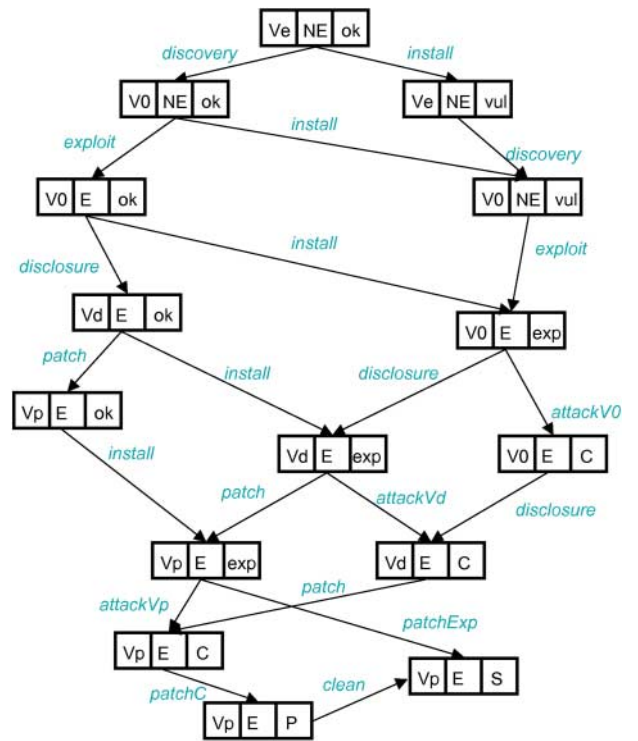 Ve NE ok
discovery install
V0 NE ok Ve NE vul
exploit install discovery
V0 E ok V0 NE vul
disclosure install exploit
Vd E ok V0 E exp
patch install disclosure attackV0
Vp E ok Vd E exp V0 E C
install patch attackVd disclosure
Vp E exp Vd E C
attackVp patch patchExp
Vp E C Vp E S
patchC clean
Vp E P